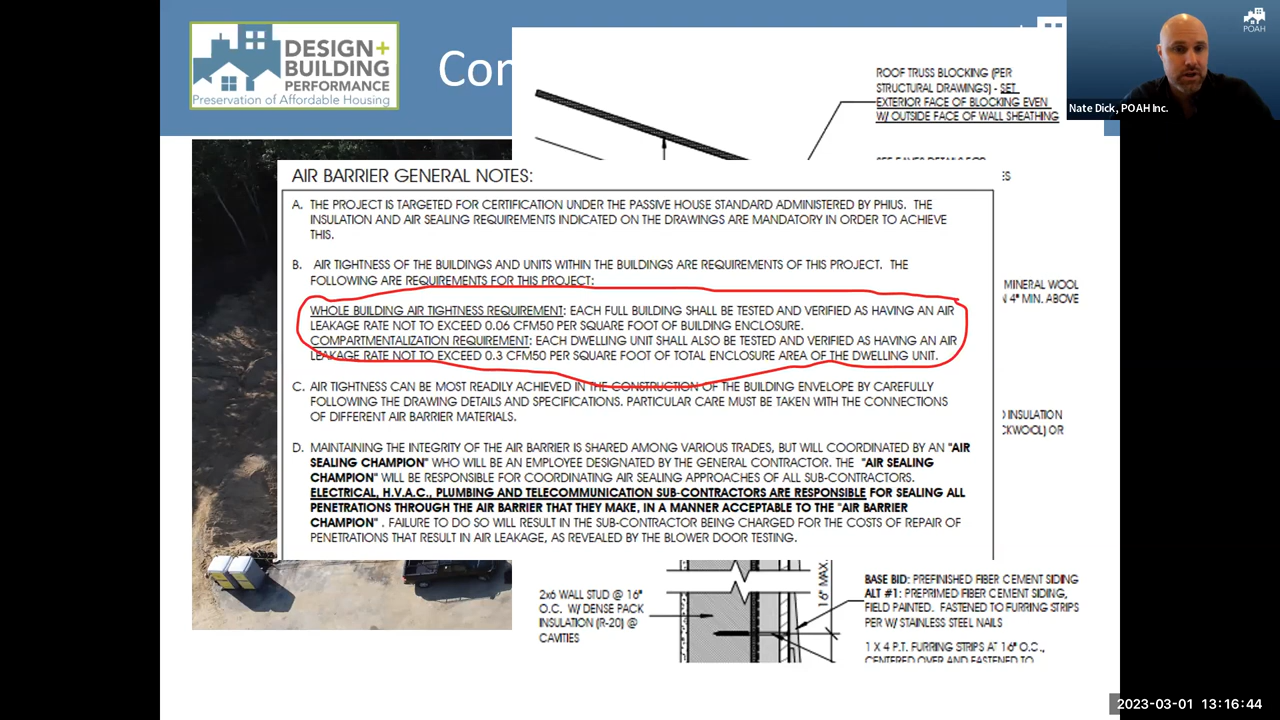 DESIGN+
BUILDING
PERFORMANCE
Preservation of Affordable Housing
POAH
Nate Dick, POAH Inc.
ROOF TRUSS BLOCKING (PER
STRUCTURAL DRAWINGS) - SET
EXTERIOR FACE OF BLOCKING EVEN
W/ OUTSIDE FACE OF WALL SHEATHING
AIR BARRIER GENERAL NOTES:
A. THE PROJECT IS TARGETED FOR CERTIFICATION UNDER THE PASSIVE HOUSE STANDARD ADMINISTERED BY PHIUS. THE
INSULATION AND AIR SEALING REQUIREMENTS INDICATED ON THE DRAWINGS ARE MANDATORY IN ORDER TO ACHIEVE
THIS.
B. AIR TIGHTNESS OF THE BUILDINGS AND UNITS WITHIN THE BUILDINGS ARE REQUIREMENTS OF THIS PROJECT. THE
FOLLOWING ARE REQUIREMENTS FOR THIS PROJECT:
WHOLE BUILDING AIR TIGHTNESS REQUIREMENT: EACH FULL BUILDING SHALL BE TESTED AND VERIFIED AS HAVING AN AIR
LEAKAGE RATE NOT TO EXCEED 0.06 CFM50 PER SQUARE FOOT OF BUILDING ENCLOSURE.
COMPARTMENTALIZATION REQUIREMENT: EACH DWELLING UNIT SHALL ALSO BE TESTED AND VERIFIED AS HAVING AN AIR
LEAKAGE RATE NOT TO EXCEED 0.3 CFM50 PER SQUARE FOOT OF TOTAL ENCLOSURE AREA OF THE DWELLING UNIT.
C. AIR TIGHTNESS CAN BE MOST READILY ACHIEVED IN THE CONSTRUCTION OF THE BUILDING ENVELOPE BY CAREFULLY
FOLLOWING THE DRAWING DETAILS AND SPECIFICATIONS. PARTICULAR CARE MUST BE TAKEN WITH THE CONNECTIONS
OF DIFFERENT AIR BARRIER MATERIALS.
D. MAINTAINING THE INTEGRITY OF THE AIR BARRIER IS SHARED AMONG VARIOUS TRADES, BUT WILL COORDINATED BY AN "AIR
SEALING CHAMPION" WHO WILL BE AN EMPLOYEE DESIGNATED BY THE GENERAL CONTRACTOR. THE "AIR SEALING
CHAMPION" WILL BE RESPONSIBLE FOR COORDINATING AIR SEALING APPROACHES OF ALL SUB-CONTRACTORS.
ELECTRICAL, H.V.A.C., PLUMBING AND TELECOMMUNICATION SUB-CONTRACTORS ARE RESPONSIBLE FOR SEALING ALL
PENETRATIONS THROUGH THE AIR BARRIER THAT THEY MAKE, IN A MANNER ACCEPTABLE TO THE "AIR BARRIER
CHAMPION" . FAILURE TO DO SO WILL RESULT IN THE SUB-CONTRACTOR BEING CHARGED FOR THE COSTS OF REPAIR OF
PENETRATIONS THAT RESULT IN AIR LEAKAGE, AS REVEALED BY THE BLOWER DOOR TESTING.
MINERAL WOOL
4" MIN. ABOVE
INSULATION
OR
2x6 WALL STUD @ 16"
O.C. W/ DENSE PACK
INSULATION (R-20) @
CAVITIES
16" MAX.
BASE BID: PREFINISHED FIBER CEMENT SIDING
ALT #1: PREPRIMED FIBER CEMENT SIDING,
FIELD PAINTED. FASTENED TO FURRING STRIPS
PER W/ STAINLESS STEEL NAILS
1 X 4 P.T. FURRING STRIPS AT 16" O.C.,
CENTERED OVER AND FASTENED TO
2023-03-01 13:16:44